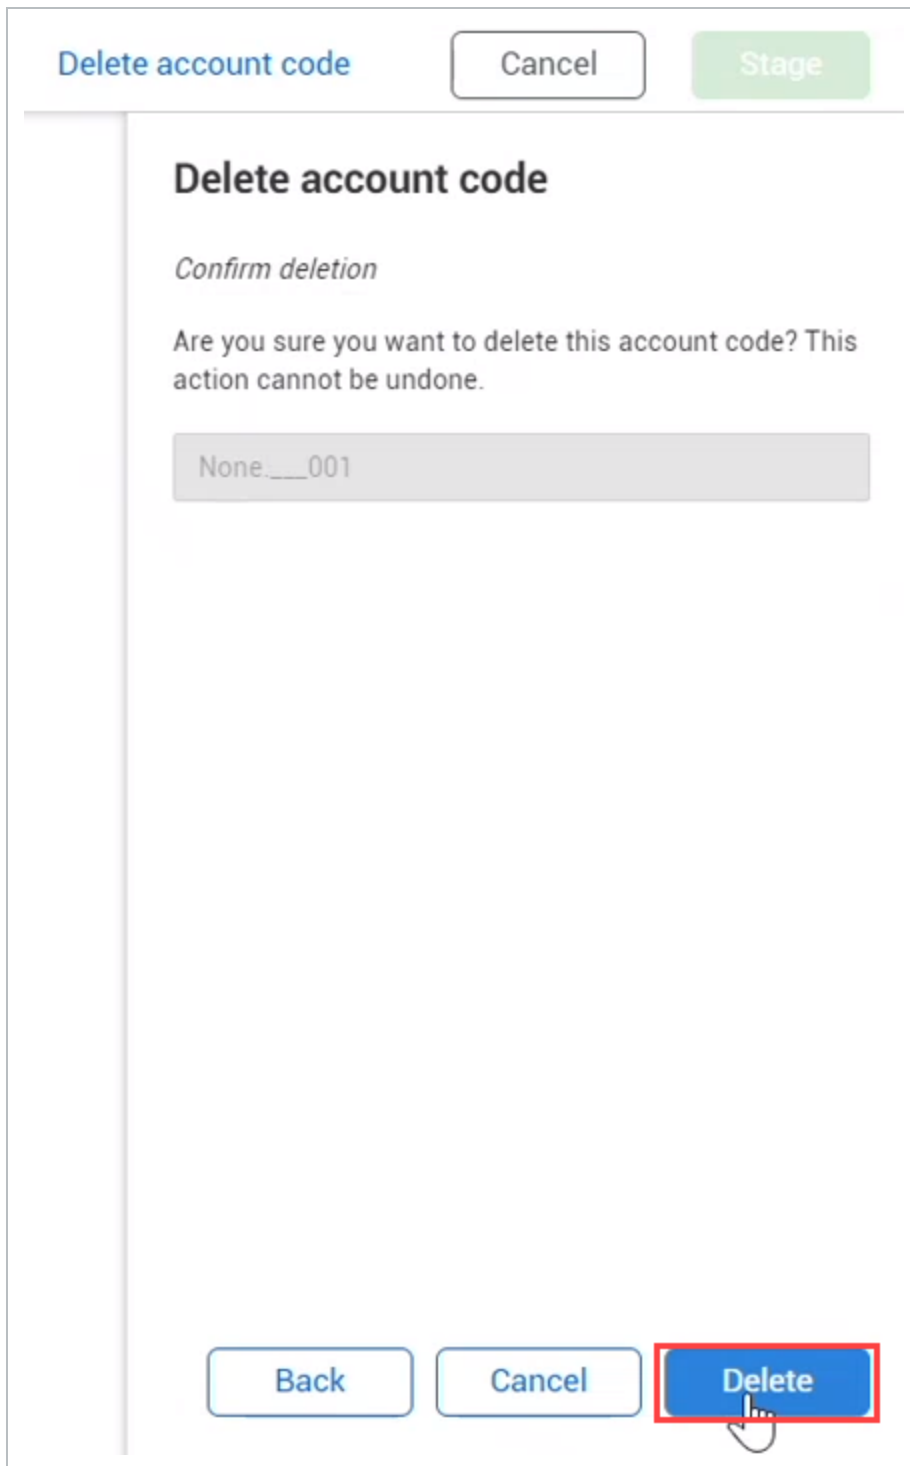 Delete account code
Cancel
Stage
Delete account code
Confirm deletion
Are you sure you want to delete this account code? This
action cannot be undone.
None.___001
Back
Cancel
Delete